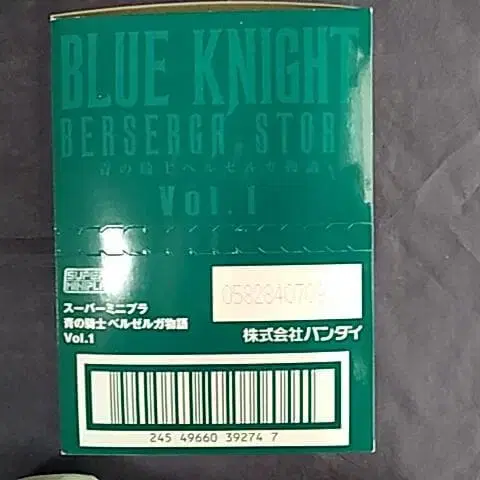 BLUE KNIGHT
BERSERGA STOR
青の騎士ベルゼルガ物語
Vol.1
SUPER
MINIPLA
スーパーミニプラ
青の騎士 ベルゼルガ物語
Vol.1
株式会社バンダイ
245 49660 39274 7